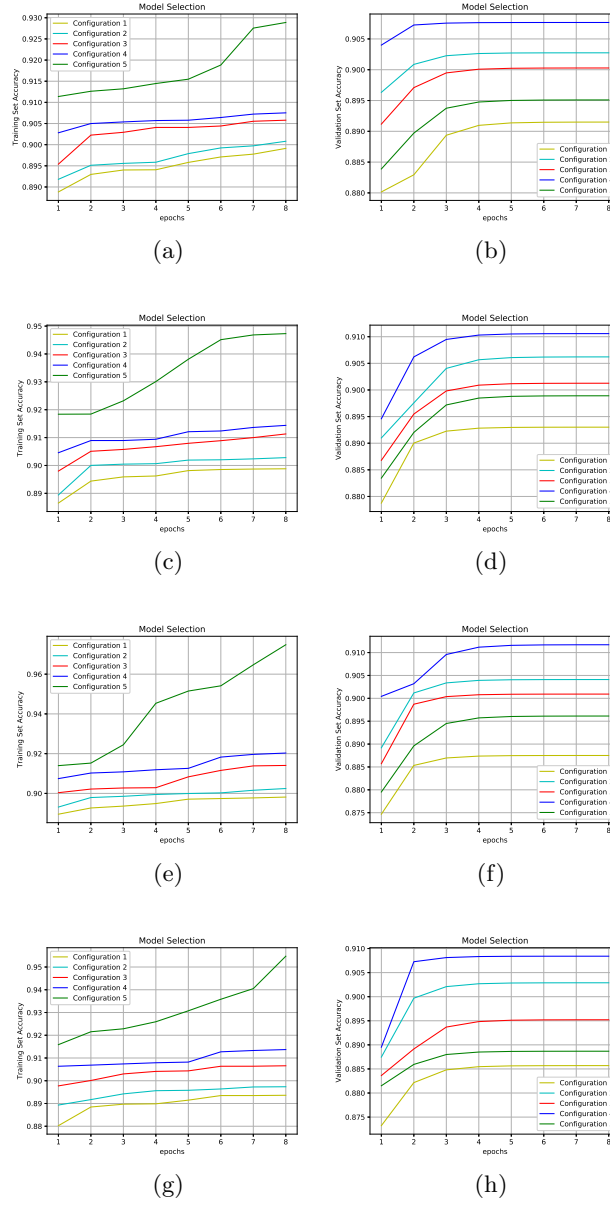 Model Selection
Training Set Accuracy
0.930
0.925
0.920
0.915
0.910
0.905
0.900
0.895
0.890
Configuration 1
Configuration 2
Configuration 3
Configuration 4
Configuration 5
1 2 3 4 5 6 7 8
epochs
(a)
Model Selection
Validation Set Accuracy
0.905
0.900
0.895
0.890
0.885
0.880
Configuration
Configuration
Configuration
Configuration
Configuration
1 2 3 4 5 6 7 8
epochs
(b)
Model Selection
Training Set Accuracy
0.95
0.94
0.93
0.92
0.91
0.90
0.89
Configuration 1
Configuration 2
Configuration 3
Configuration 4
Configuration 5
1 2 3 4 5 6 7 8
epochs
(c)
Model Selection
Validation Set Accuracy
0.910
0.905
0.900
0.895
0.890
0.885
0.880
Configuration
Configuration
Configuration
Configuration
Configuration
1 2 3 4 5 6 7 8
epochs
(d)
Model Selection
Training Set Accuracy
0.96
0.94
0.92
0.90
Configuration 1
Configuration 2
Configuration 3
Configuration 4
Configuration 5
1 2 3 4 5 6 7 8
epochs
(e)
Model Selection
Validation Set Accuracy
0.910
0.905
0.900
0.895
0.890
0.885
0.880
0.875
Configuration
Configuration
Configuration
Configuration
Configuration
1 2 3 4 5 6 7 8
epochs
(f)
Model Selection
Training Set Accuracy
0.95
0.94
0.93
0.92
0.91
0.90
0.89
0.88
Configuration 1
Configuration 2
Configuration 3
Configuration 4
Configuration 5
1 2 3 4 5 6 7 8
epochs
(g)
Model Selection
Validation Set Accuracy
0.910
0.905
0.900
0.895
0.890
0.885
0.880
0.875
Configuration
Configuration
Configuration
Configuration
Configuration
1 2 3 4 5 6 7 8
epochs
(h)